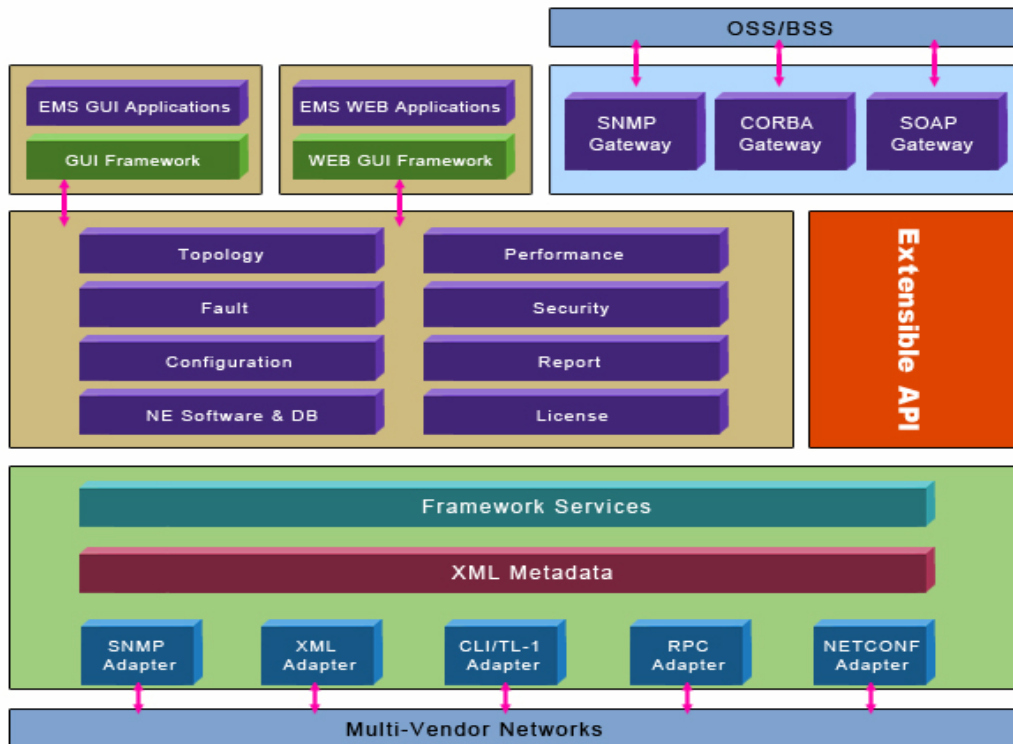 OSS/BSS
EMS GUI Applications
GUI Framework
EMS WEB Applications
WEB GUI Framework
SNMP
Gateway
CORBA
Gateway
SOAP
Gateway
Topology
Fault
Configuration
NE Software & DB
Performance
Security
Report
License
Extensible API
Framework Services
XML Metadata
SNMP
Adapter
XML
Adapter
CLI/TL-1
Adapter
RPC
Adapter
NETCONF
Adapter
Multi-Vendor Networks